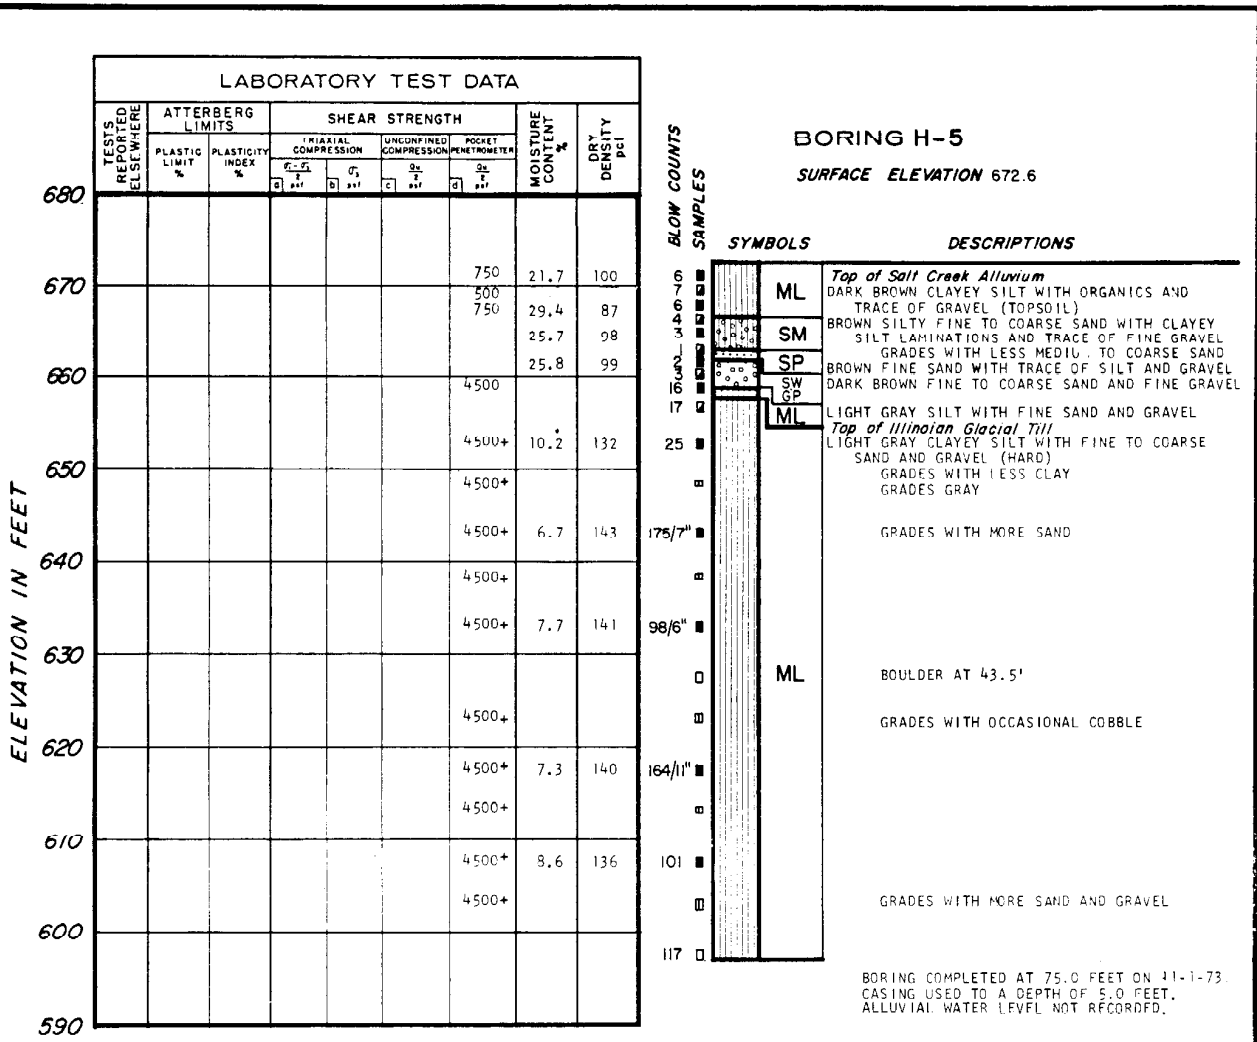 LABORATORY TEST DATA
TESTS REPORTED ELSEWHERE
ATTERBERG LIMITS
SHEAR STRENGTH
MOISTURE CONTENT %
DRY DENSITY pcf
PLASTIC LIMIT %
PLASTICITY INDEX %
TRIAXIAL COMPRESSION
UNCONFINED COMPRESSION
POCKET PENETROMETER
a psf
b psf
c psf
d psf
BLOW COUNTS
SAMPLES
BORING H-5
SURFACE ELEVATION 672.6
SYMBOLS DESCRIPTIONS
ELEVATION IN FEET
680
670
660
650
640
630
620
610
600
590
750 21.7 100
500
750 29.4 87
25.7 98
25.8 99
4500
4500+ 10.2 132
4500+
4500+ 6.7 143
4500+
4500+ 7.7 141
4500+
4500+ 7.3 140
4500+
4500+ 8.6 136
4500+
6
7
6
4
3
1
2
3
16
17
25
175/7"
98/6"
164/11"
101
117
ML
SM
SP
SW
GP
ML
ML
Top of Salt Creek Alluvium
DARK BROWN CLAYEY SILT WITH ORGANICS AND
TRACE OF GRAVEL (TOPSOIL)
BROWN SILTY FINE TO COARSE SAND WITH CLAYEY
SILT LAMINATIONS AND TRACE OF FINE GRAVEL
GRADES WITH LESS MEDIU. TO COARSE SAND
BROWN FINE SAND WITH TRACE OF SILT AND GRAVEL
DARK BROWN FINE TO COARSE SAND AND FINE GRAVEL
LIGHT GRAY SILT WITH FINE SAND AND GRAVEL
Top of Illinoian Glacial Till
LIGHT GRAY CLAYEY SILT WITH FINE TO COARSE
SAND AND GRAVEL (HARD)
GRADES WITH LESS CLAY
GRADES GRAY
GRADES WITH MORE SAND
BOULDER AT 43.5'
GRADES WITH OCCASIONAL COBBLE
GRADES WITH MORE SAND AND GRAVEL
BORING COMPLETED AT 75.0 FEET ON 11-1-73.
CASING USED TO A DEPTH OF 5.0 FEET.
ALLUVIAL WATER LEVEL NOT RECORDED.